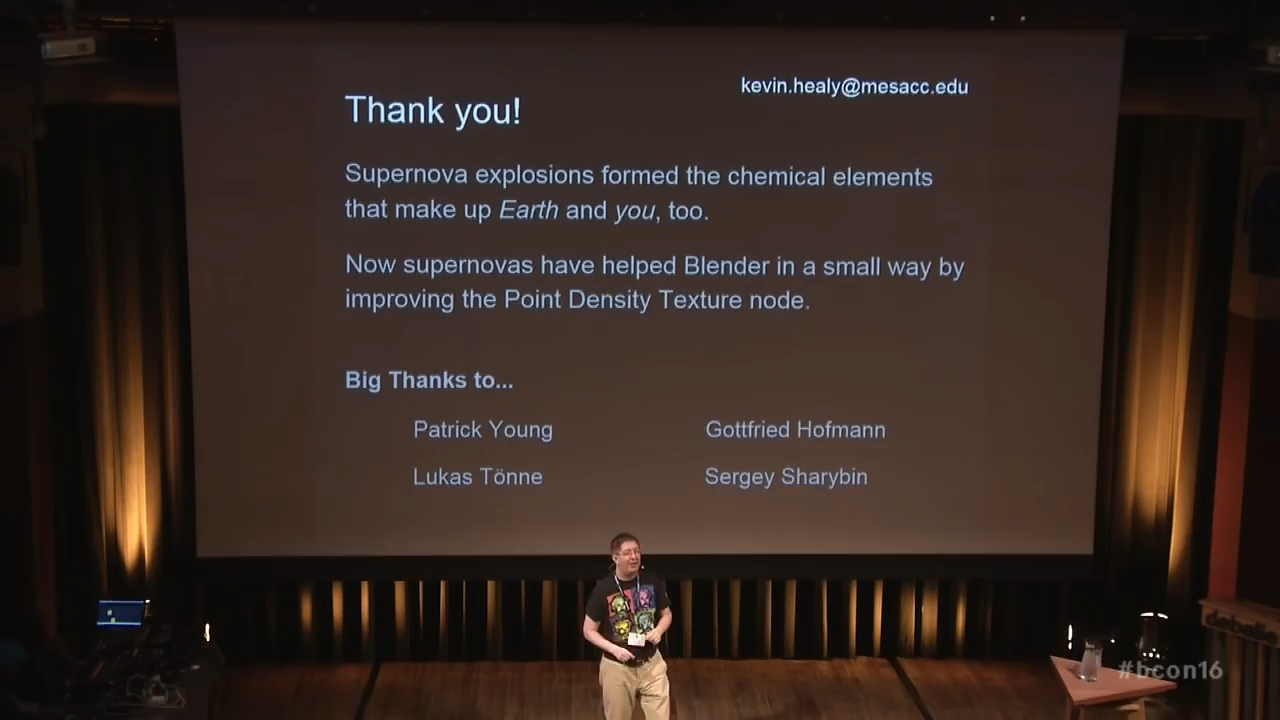 kevin.healy@mesacc.edu
Thank you!
Supernova explosions formed the chemical elements
that make up Earth and you, too.
Now supernovas have helped Blender in a small way by
improving the Point Density Texture node.
Big Thanks to...
Patrick Young
Gottfried Hofmann
Lukas Tönne
Sergey Sharybin
#bcon16